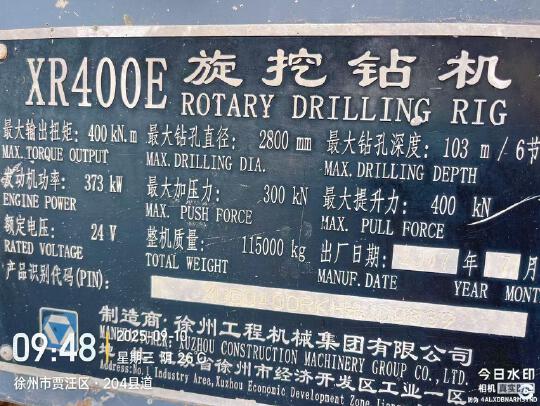 XR400E 旋挖钻机
ROTARY DRILLING RIG
最大输出扭矩: 400 kN.m 最大钻孔直径: 2800 mm 最大钻孔深度: 103 m / 6节
MAX. TORQUE OUTPUT MAX. DRILLING DIA. MAX. DRILLING DEPTH
发动机功率: 373 kW 最大加压力: 300 kN 最大提升力: 400 kN
ENGINE POWER MAX. PUSH FORCE MAX. PULL FORCE
额定电压: 24 V 整机质量: 115000 kg 出厂日期: 年 月
RATED VOLTAGE TOTAL WEIGHT MANUF. DATE YEAR MONT
产品识别代码(PIN):
制造商: 徐州工程机械集团有限公司
XUZHOU CONSTRUCTION MACHINERY GROUP CO., LTD.
省徐州市经济开发区工业一区
No.1 Industry Area, Xuzhou Economic Development Zone
09:48
星期三 阴 26℃
徐州市贾汪区·204县道
今日水印
相机